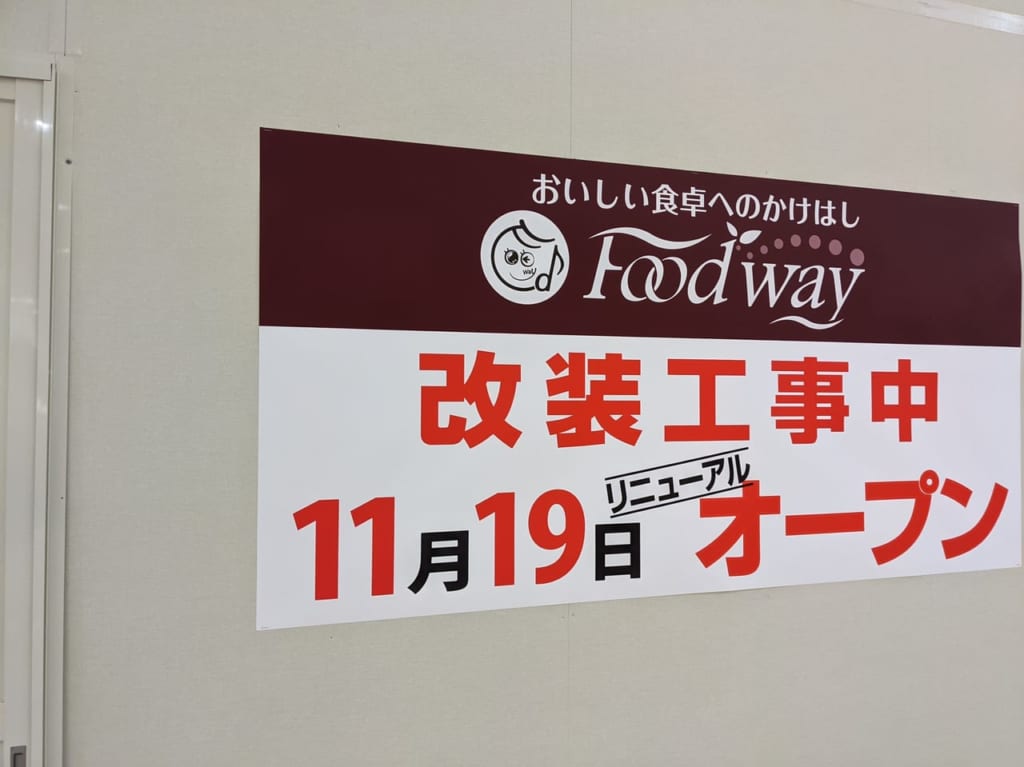 おいしい食卓へのかけはし
way
Foodway
改装工事中
11月19日 リニューアル オープン